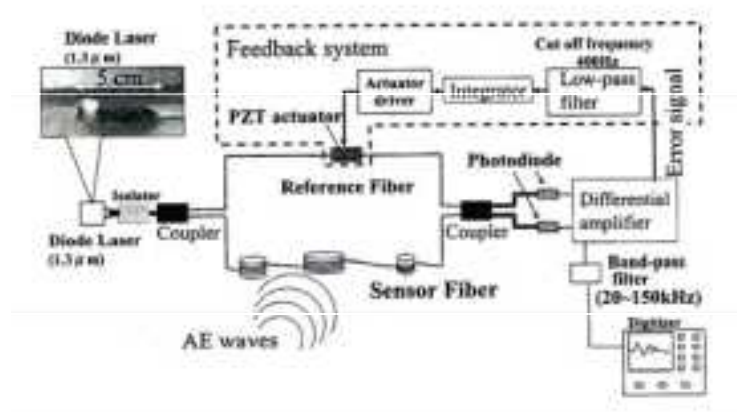 Diode Laser
(1.3μm)
5 cm
Feedback system
Cut off frequency
400Hz
Actuator
driver
Integrator
Low-pass
filter
PZT actuator
Error signal
Reference Fiber
Photodiode
Isolator
Coupler
Diode Laser
(1.3μm)
Coupler
Differential
amplifier
Sensor Fiber
Band-pass
filter
(20~150kHz)
AE waves
Digitizer